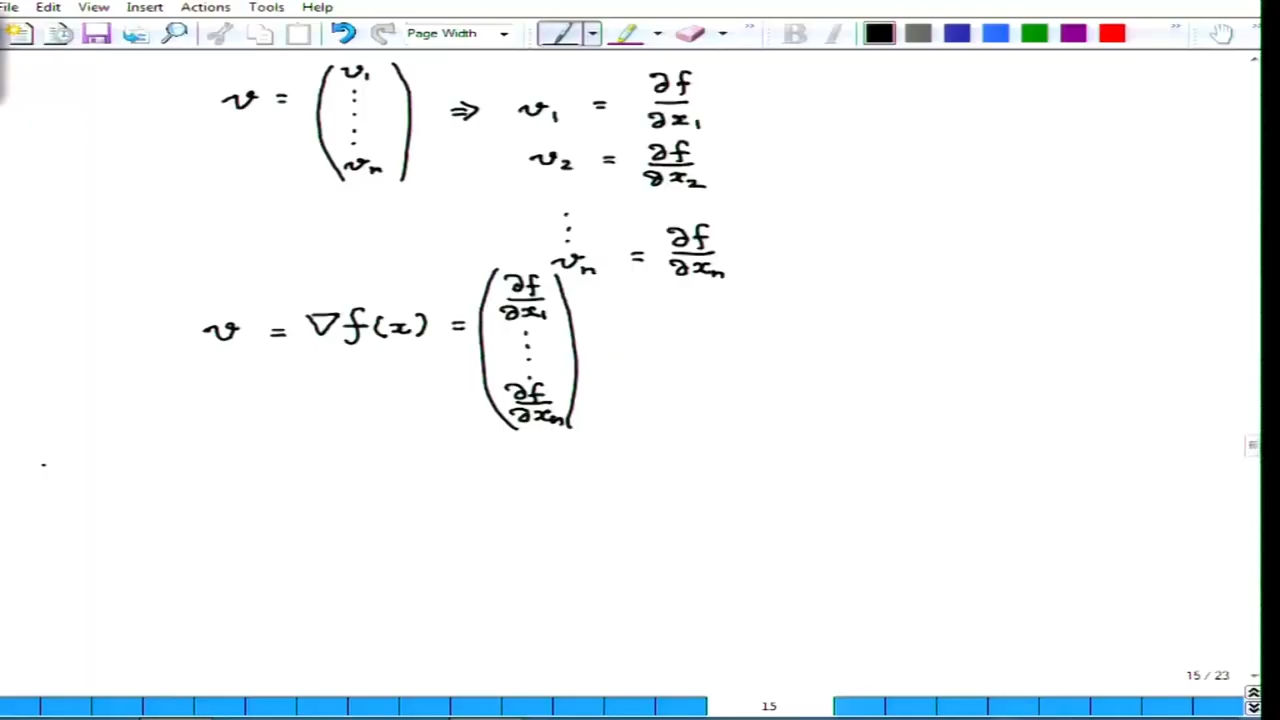 File Edit View Insert Actions Tools Help
Page Width
v = (v₁ ⋮ vₙ) ⇒ v₁ = ∂f/∂x₁
v₂ = ∂f/∂x₂
⋮
vₙ = ∂f/∂xₙ
v = ∇f(x) = (∂f/∂x₁ ⋮ ∂f/∂xₙ)
15 / 23
15